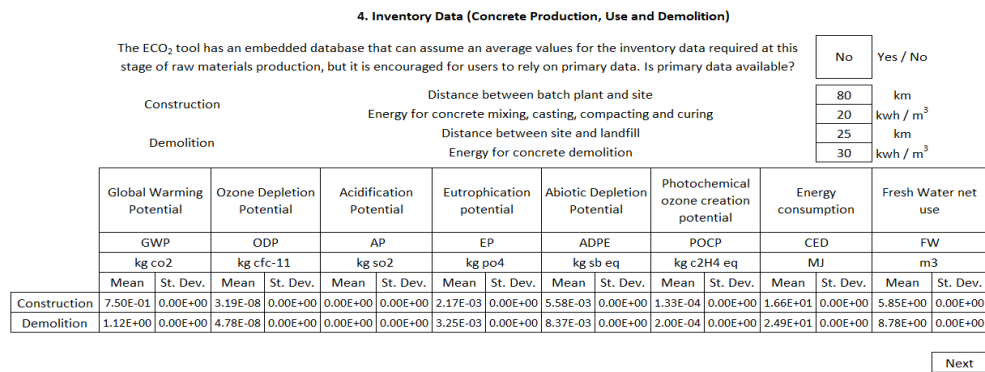 4. Inventory Data (Concrete Production, Use and Demolition)
The ECO₂ tool has an embedded database that can assume an average values for the inventory data required at this
stage of raw materials production, but it is encouraged for users to rely on primary data. Is primary data available?
No Yes / No
Construction
Distance between batch plant and site 80 km
Energy for concrete mixing, casting, compacting and curing 20 kwh / m³
Demolition
Distance between site and landfill 25 km
Energy for concrete demolition 30 kwh / m³
Global Warming Potential Ozone Depletion Potential Acidification Potential Eutrophication potential Abiotic Depletion Potential Photochemical ozone creation potential Energy consumption Fresh Water net use
GWP ODP AP EP ADPE POCP CED FW
kg co2 kg cfc-11 kg so2 kg po4 kg sb eq kg c2H4 eq MJ m3
Mean St. Dev. Mean St. Dev. Mean St. Dev. Mean St. Dev. Mean St. Dev. Mean St. Dev. Mean St. Dev. Mean St. Dev.
Construction 7.50E-01 0.00E+00 3.19E-08 0.00E+00 0.00E+00 0.00E+00 2.17E-03 0.00E+00 5.58E-03 0.00E+00 1.33E-04 0.00E+00 1.66E+01 0.00E+00 5.85E+00 0.00E+00
Demolition 1.12E+00 0.00E+00 4.78E-08 0.00E+00 0.00E+00 0.00E+00 3.25E-03 0.00E+00 8.37E-03 0.00E+00 2.00E-04 0.00E+00 2.49E+01 0.00E+00 8.78E+00 0.00E+00
Next